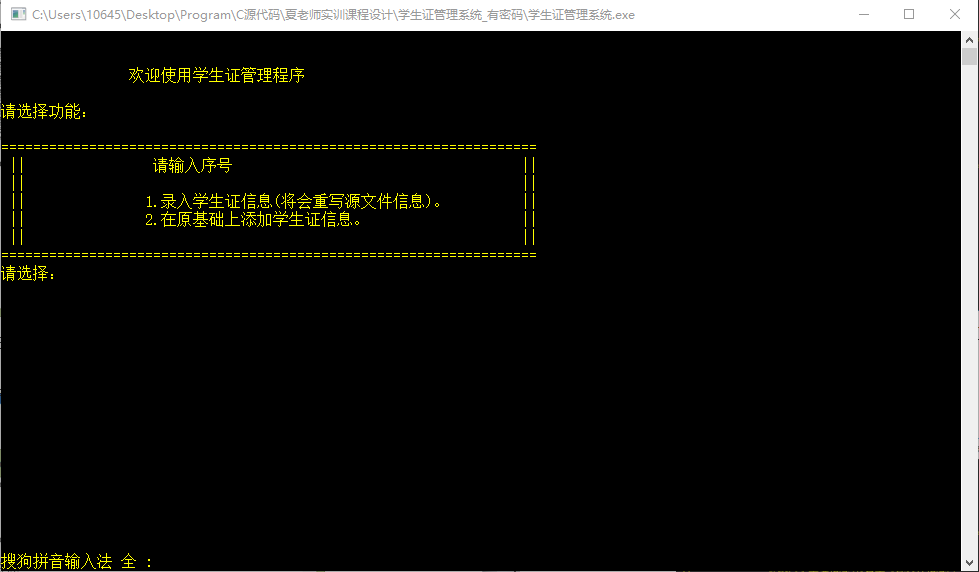 C:\Users\10645\Desktop\Program\C源代码\夏老师实训课程设计\学生证管理系统_有密码\学生证管理系统.exe
欢迎使用学生证管理程序
请选择功能:
===================================================================
|| 请输入序号 ||
|| ||
|| 1.录入学生证信息(将会重写源文件信息)。 ||
|| 2.在原基础上添加学生证信息。 ||
|| ||
===================================================================
请选择:
搜狗拼音输入法 全 :